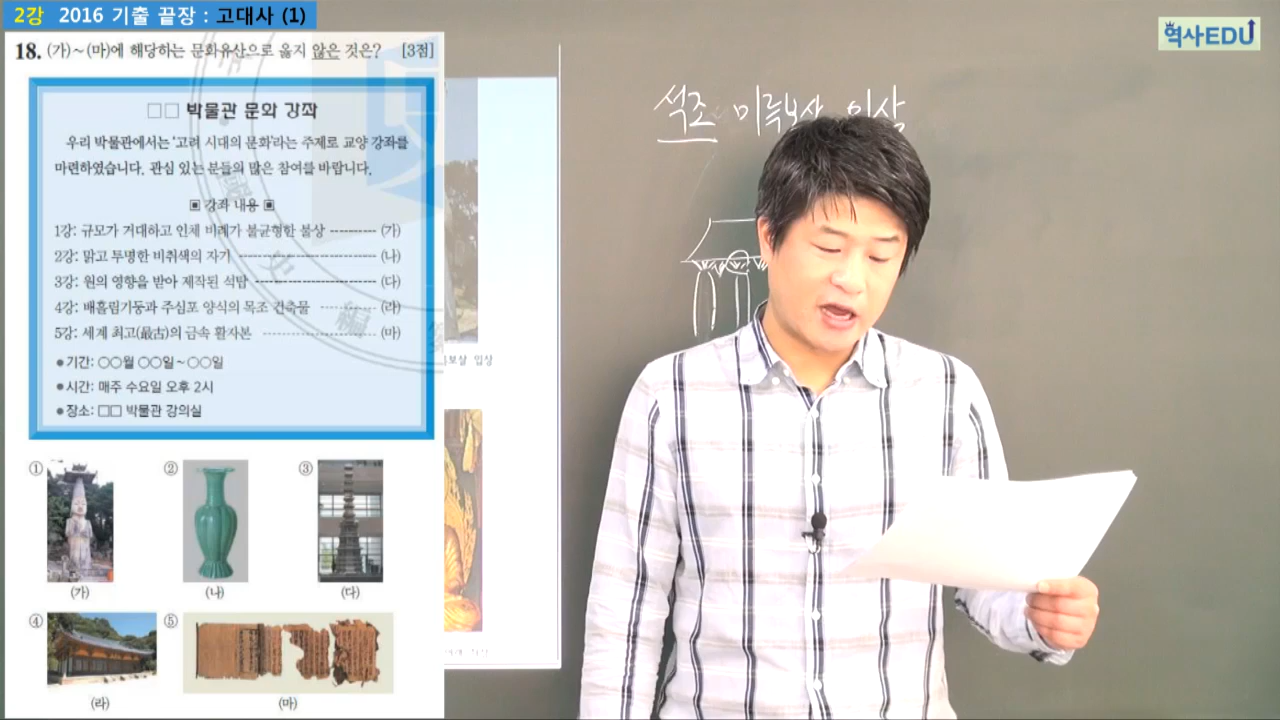 2강 2016 기출 끝장 : 고대사 (1)
역사EDU
18. (가)～(마)에 해당하는 문화유산으로 옳지 않은 것은? [3점]
□□ 박물관 문화 강좌
우리 박물관에서는 '고려 시대의 문화'라는 주제로 교양 강좌를
마련하였습니다. 관심 있는 분들의 많은 참여를 바랍니다.
▣ 강좌 내용 ▣
1강: 규모가 거대하고 인체 비례가 불균형한 불상 ---------- (가)
2강: 맑고 투명한 비취색의 자기 ------------------------------ (나)
3강: 원의 영향을 받아 제작된 석탑 -------------------------- (다)
4강: 배흘림기둥과 주심포 양식의 목조 건축물 ------------ (라)
5강: 세계 최고(最古)의 금속 활자본 ------------------------ (마)
● 기간: ○○월 ○○일～○○일
● 시간: 매주 수요일 오후 2시
● 장소: □□ 박물관 강의실
① ② ③
(가) (나) (다)
④ ⑤
(라) (마)
보살 입상
석조 미륵보살 입상